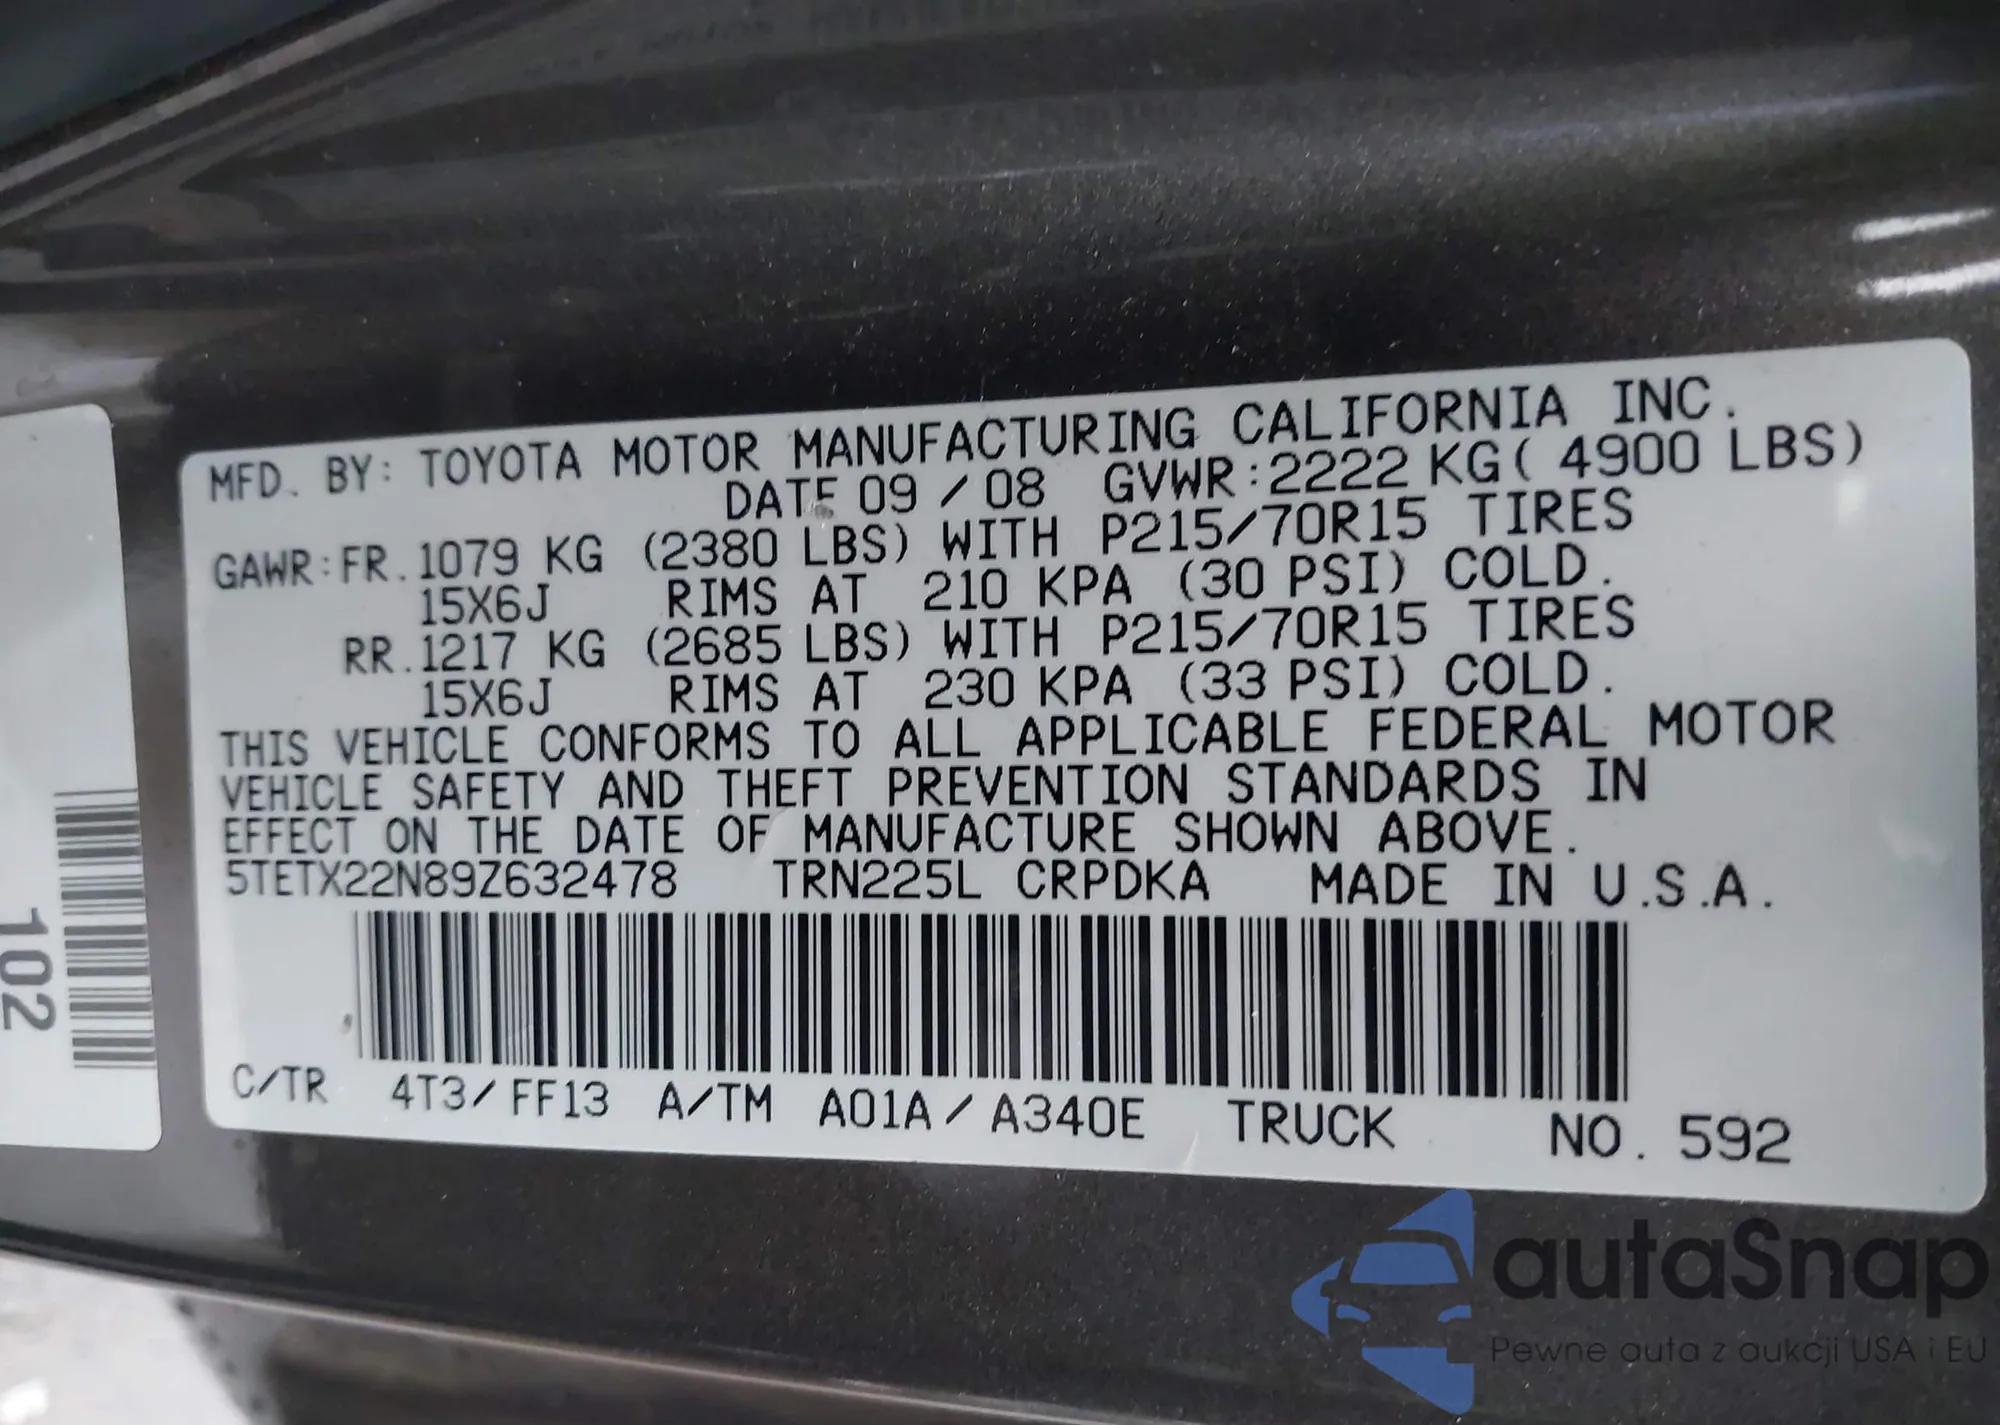 MFD. BY: TOYOTA MOTOR MANUFACTURING CALIFORNIA INC.
DATE 09 / 08 GVWR:2222 KG( 4900 LBS)
GAWR:FR. 1079 KG (2380 LBS) WITH P215/70R15 TIRES
15X6J RIMS AT 210 KPA (30 PSI) COLD.
RR. 1217 KG (2685 LBS) WITH P215/70R15 TIRES
15X6J RIMS AT 230 KPA (33 PSI) COLD.
THIS VEHICLE CONFORMS TO ALL APPLICABLE FEDERAL MOTOR
VEHICLE SAFETY AND THEFT PREVENTION STANDARDS IN
EFFECT ON THE DATE OF MANUFACTURE SHOWN ABOVE.
5TETX22N89Z632478 TRN225L CRPDKA MADE IN U.S.A.
C/TR 4T3/FF13 A/TM A01A/A340E TRUCK NO. 592
102
autaSnap
Pewne auta z aukcji USA i EU